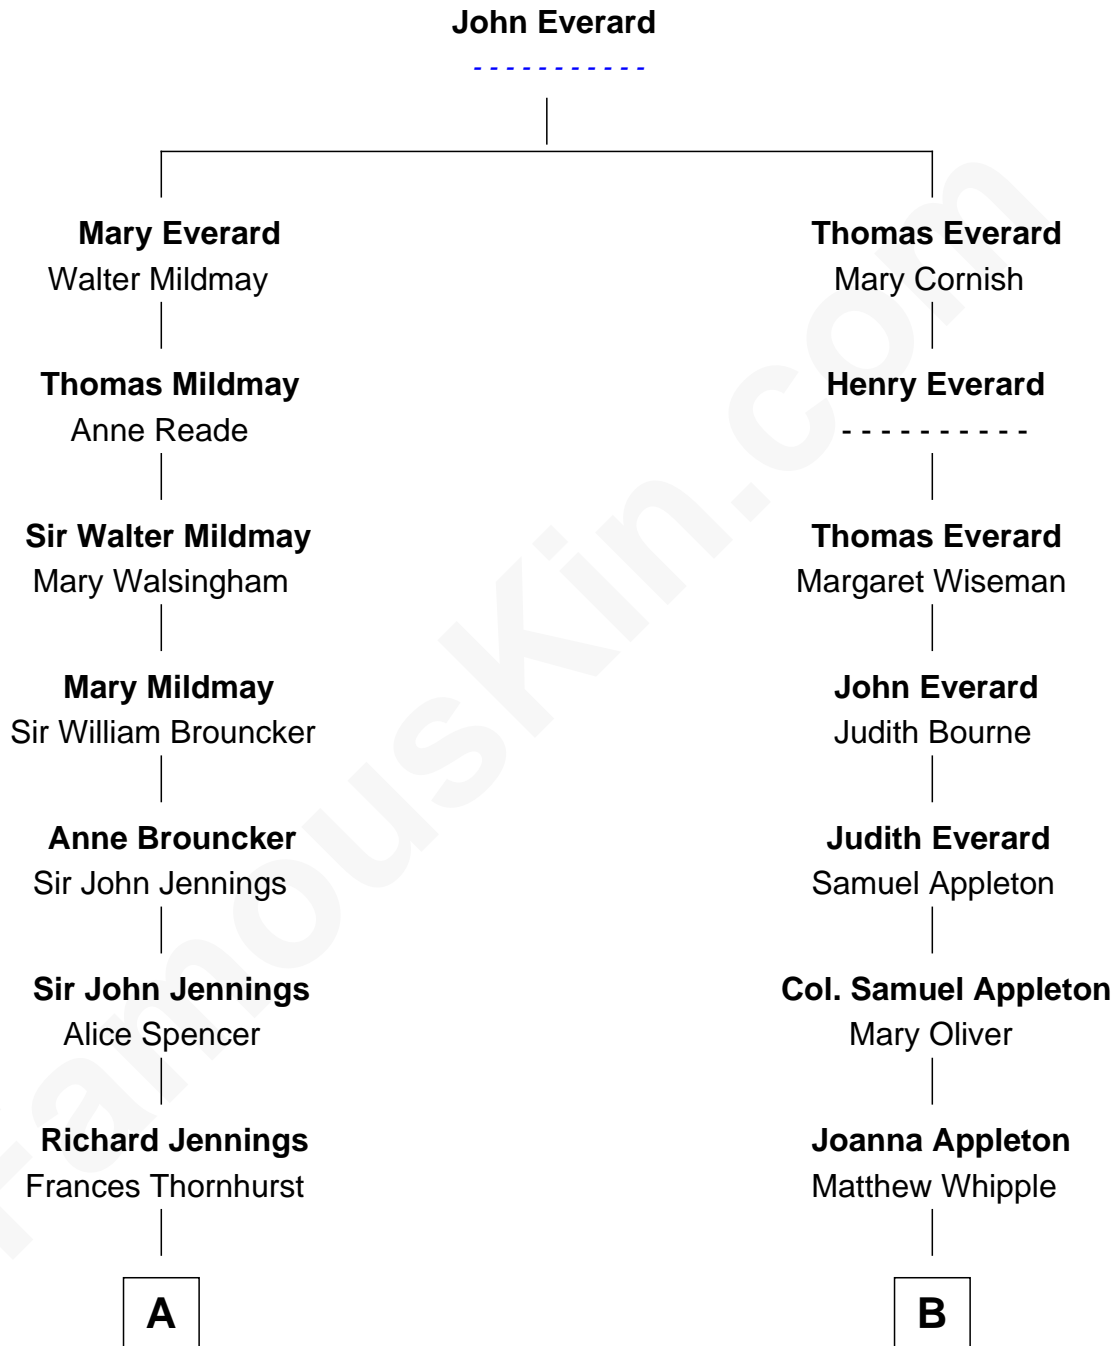 John Everard
- - - - - - - - - - -
Mary Everard
Walter Mildmay
Thomas Everard
Mary Cornish
Thomas Mildmay
Anne Reade
Henry Everard
- - - - - - - - - -
Sir Walter Mildmay
Mary Walsingham
Thomas Everard
Margaret Wiseman
Mary Mildmay
Sir William Brouncker
John Everard
Judith Bourne
Anne Brouncker
Sir John Jennings
Judith Everard
Samuel Appleton
Sir John Jennings
Alice Spencer
Col. Samuel Appleton
Mary Oliver
Richard Jennings
Frances Thornhurst
Joanna Appleton
Matthew Whipple
A
B
FamousKin.com